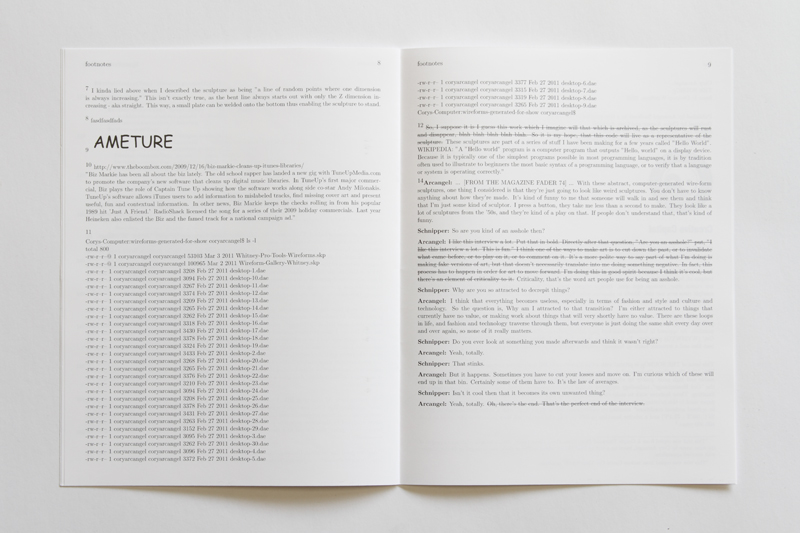 footnotes 8
7 I kinda lied above when I described the sculpture as being "a line of random points where one dimension
is always increasing." This isn't exactly true, as the bent line always starts out with only the Z dimension in-
creasing - aka straight. This way, a small plate can be welded onto the bottom thus enabling the sculpture to stand.
8 fasdfasdfads
9 AMETURE
10 http://www.theboombox.com/2009/12/16/biz-markie-cleans-up-itunes-libraries/
"Biz Markie has been all about the biz lately. The old school rapper has landed a new gig with TuneUpMedia.com
to promote the company's new software that cleans up digital music libraries. In TuneUp's first major commer-
cial, Biz plays the role of Captain Tune Up showing how the software works along side co-star Andy Milonakis.
TuneUp's software allows iTunes users to add information to mislabeled tracks, find missing cover art and present
useful, fun and contextual information. In other news, Biz Markie keeps the checks rolling in from his popular
1989 hit 'Just A Friend.' RadioShack licensed the song for a series of their 2009 holiday commercials. Last year
Heineken also enlisted the Biz and the famed track for a national ad campaign ad."
11
Corys-Computer:wireforms-generated-for-show coryarcangel$ ls -l
total 800
-rw-r--r--@ 1 coryarcangel coryarcangel 53103 Mar 3 2011 Whitney-Pro-Tools-Wireforms.skp
-rw-r--r--@ 1 coryarcangel coryarcangel 100965 Mar 2 2011 Wireform-Gallery-Whitney.skp
-rw-r--r-- 1 coryarcangel coryarcangel 3208 Feb 27 2011 desktop-1.dae
-rw-r--r-- 1 coryarcangel coryarcangel 3094 Feb 27 2011 desktop-10.dae
-rw-r--r-- 1 coryarcangel coryarcangel 3267 Feb 27 2011 desktop-11.dae
-rw-r--r-- 1 coryarcangel coryarcangel 3374 Feb 27 2011 desktop-12.dae
-rw-r--r-- 1 coryarcangel coryarcangel 3209 Feb 27 2011 desktop-13.dae
-rw-r--r-- 1 coryarcangel coryarcangel 3265 Feb 27 2011 desktop-14.dae
-rw-r--r-- 1 coryarcangel coryarcangel 3262 Feb 27 2011 desktop-15.dae
-rw-r--r-- 1 coryarcangel coryarcangel 3318 Feb 27 2011 desktop-16.dae
-rw-r--r-- 1 coryarcangel coryarcangel 3430 Feb 27 2011 desktop-17.dae
-rw-r--r-- 1 coryarcangel coryarcangel 3378 Feb 27 2011 desktop-18.dae
-rw-r--r-- 1 coryarcangel coryarcangel 3324 Feb 27 2011 desktop-19.dae
-rw-r--r-- 1 coryarcangel coryarcangel 3433 Feb 27 2011 desktop-2.dae
-rw-r--r-- 1 coryarcangel coryarcangel 3268 Feb 27 2011 desktop-20.dae
-rw-r--r-- 1 coryarcangel coryarcangel 3265 Feb 27 2011 desktop-21.dae
-rw-r--r-- 1 coryarcangel coryarcangel 3376 Feb 27 2011 desktop-22.dae
-rw-r--r-- 1 coryarcangel coryarcangel 3210 Feb 27 2011 desktop-23.dae
-rw-r--r-- 1 coryarcangel coryarcangel 3094 Feb 27 2011 desktop-24.dae
-rw-r--r-- 1 coryarcangel coryarcangel 3208 Feb 27 2011 desktop-25.dae
-rw-r--r-- 1 coryarcangel coryarcangel 3378 Feb 27 2011 desktop-26.dae
-rw-r--r-- 1 coryarcangel coryarcangel 3431 Feb 27 2011 desktop-27.dae
-rw-r--r-- 1 coryarcangel coryarcangel 3263 Feb 27 2011 desktop-28.dae
-rw-r--r-- 1 coryarcangel coryarcangel 3152 Feb 27 2011 desktop-29.dae
-rw-r--r-- 1 coryarcangel coryarcangel 3095 Feb 27 2011 desktop-3.dae
-rw-r--r-- 1 coryarcangel coryarcangel 3262 Feb 27 2011 desktop-30.dae
-rw-r--r-- 1 coryarcangel coryarcangel 3096 Feb 27 2011 desktop-4.dae
-rw-r--r-- 1 coryarcangel coryarcangel 3372 Feb 27 2011 desktop-5.dae
footnotes 9
-rw-r--r-- 1 coryarcangel coryarcangel 3377 Feb 27 2011 desktop-6.dae
-rw-r--r-- 1 coryarcangel coryarcangel 3315 Feb 27 2011 desktop-7.dae
-rw-r--r-- 1 coryarcangel coryarcangel 3319 Feb 27 2011 desktop-8.dae
-rw-r--r-- 1 coryarcangel coryarcangel 3265 Feb 27 2011 desktop-9.dae
Corys-Computer:wireforms-generated-for-show coryarcangel$
12 So, I suppose it is I guess this work which I imagine will that which is archived, as the sculptures will rust
and disappear, blah blah blah blah blah. So it is my hope, that this code will live as a representative of the
sculpture. These sculptures are part of a series of stuff I have been making for a few years called "Hello World".
WIKIPEDIA: "A "Hello world" program is a computer program that outputs "Hello, world" on a display device.
Because it is typically one of the simplest programs possible in most programming languages, it is by tradition
often used to illustrate to beginners the most basic syntax of a programming language, or to verify that a language
or system is operating correctly."
14 Arcangel: ... [FROM THE MAGAZINE FADER 74] ... With these abstract, computer-generated wireform
sculptures, one thing I considered is that they're just going to look like weird sculptures. You don't have to know
anything about how they're made. It's kind of funny to me that someone will walk in and see them and think
that I'm just some kind of sculptor. I press a button, they take me less than a second to make. They look like a
lot of sculptures from the '50s, and they're kind of a play on that. If people don't understand that, that's kind of
funny.
Schnipper: So are you kind of an asshole then?
Arcangel: I like this interview a lot. Put that in bold. Directly after that question, "Are you an asshole?" put, "I
like this interview a lot. This is fun." I think one of the ways to make art is to cut down the past, or to invalidate
what came before, or to play on it, or to comment on it. It's a more polite way to say part of what I'm doing is
making fake versions of art, but that doesn't necessarily translate into me doing something negative. In fact, this
process has to happen in order for art to move forward. I'm doing this in good spirit because I think it's cool, but
there's an element of criticality to it. Criticality, that's the word art people use for being an asshole.
Schnipper: Why are you so attracted to decrepit things?
Arcangel: I think that everything becomes useless, especially in terms of fashion and style and culture and
technology. So the question is, Why am I attracted to that transition? I'm either attracted to things that
currently have no value, or making work about things that will very shortly have no value. There are these loops
in life, and fashion and technology traverse through them, but everyone is just doing the same shit every day over
and over again, so none of it really matters.
Schnipper: Do you ever look at something you made afterwards and think it wasn't right?
Arcangel: Yeah, totally.
Schnipper: That stinks.
Arcangel: But it happens. Sometimes you have to cut your losses and move on. I'm curious which of these will
end up in that bin. Certainly some of them have to. It's the law of averages.
Schnipper: Isn't it cool then that it becomes its own unwanted thing?
Arcangel: Yeah, totally. Oh, there's the end. That's the perfect end of the interview.